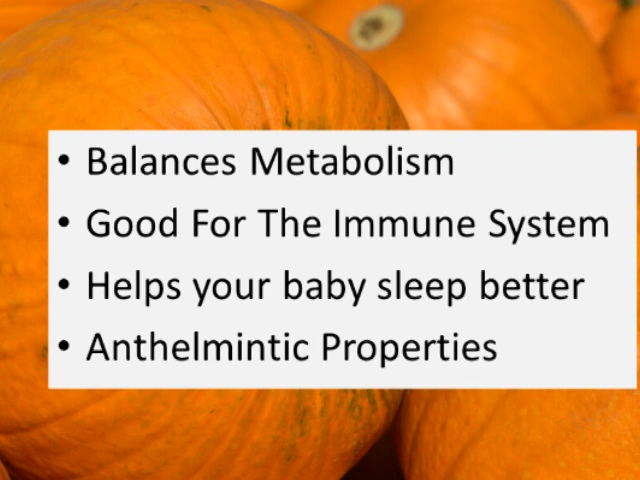 • Balances Metabolism
• Good For The Immune System
• Helps your baby sleep better
• Anthelmintic Properties